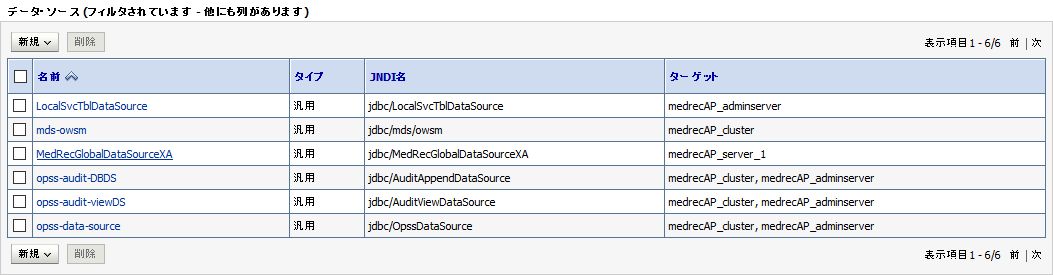 データ・ソース (フィルタされています - 他にも列があります)
新規 削除 表示項目1 - 6/6 前 | 次
名前 タイプ JNDI名 ターゲット
LocalSvcTblDataSource 汎用 jdbc/LocalSvcTblDataSource medrecAP_adminserver
mds-owsm 汎用 jdbc/mds/owsm medrecAP_cluster
MedRecGlobalDataSourceXA 汎用 jdbc/MedRecGlobalDataSourceXA medrecAP_server_1
opss-audit-DBDS 汎用 jdbc/AuditAppendDataSource medrecAP_cluster, medrecAP_adminserver
opss-audit-viewDS 汎用 jdbc/AuditViewDataSource medrecAP_cluster, medrecAP_adminserver
opss-data-source 汎用 jdbc/OpssDataSource medrecAP_cluster, medrecAP_adminserver
新規 削除 表示項目1 - 6/6 前 | 次